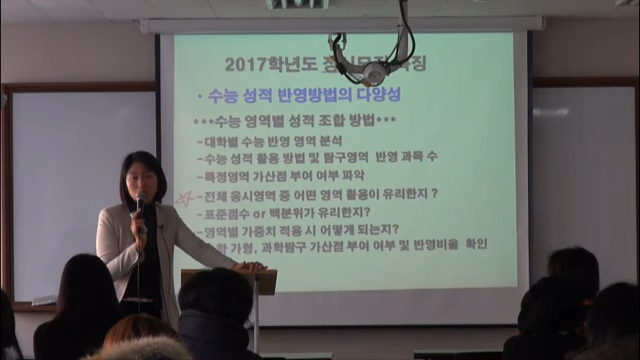 2017학년도 정시모집 특징
· 수능 성적 반영방법의 다양성
***수능 영역별 성적 조합 방법***
-대학별 수능 반영 영역 분석
-수능 성적 활용 방법 및 탐구영역 반영 과목 수
-특정영역 가산점 부여 여부 파악
-전체 응시영역 중 어떤 영역 활용이 유리한지 ?
-표준점수 or 백분위가 유리한지?
-영역별 가중치 적용 시 어떻게 되는지?
가형, 과학탐구 가산점 부여 여부 및 반영비율 확인